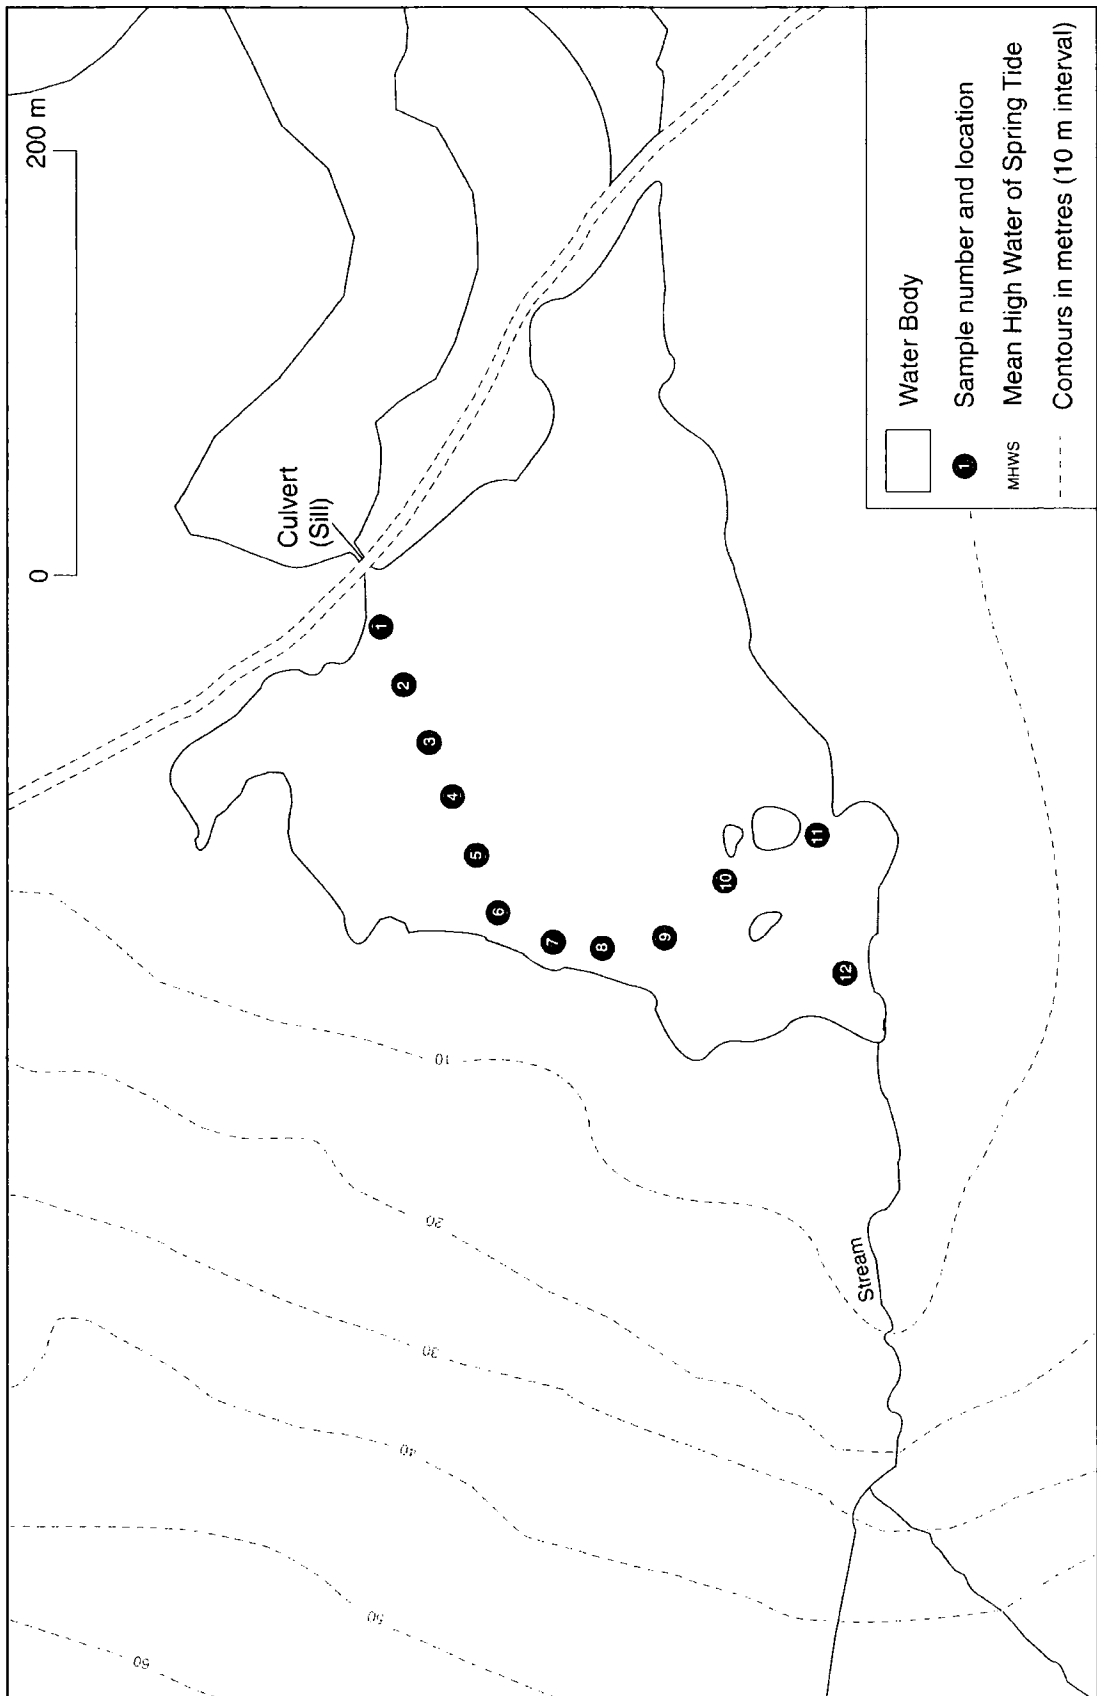 0
200 m
Culvert
(Sill)
1
2
3
4
5
6
7
8
9
10
11
12
10
20
30
40
50
60
Stream
Water Body
1
Sample number and location
MHWS
Mean High Water of Spring Tide
Contours in metres (10 m interval)